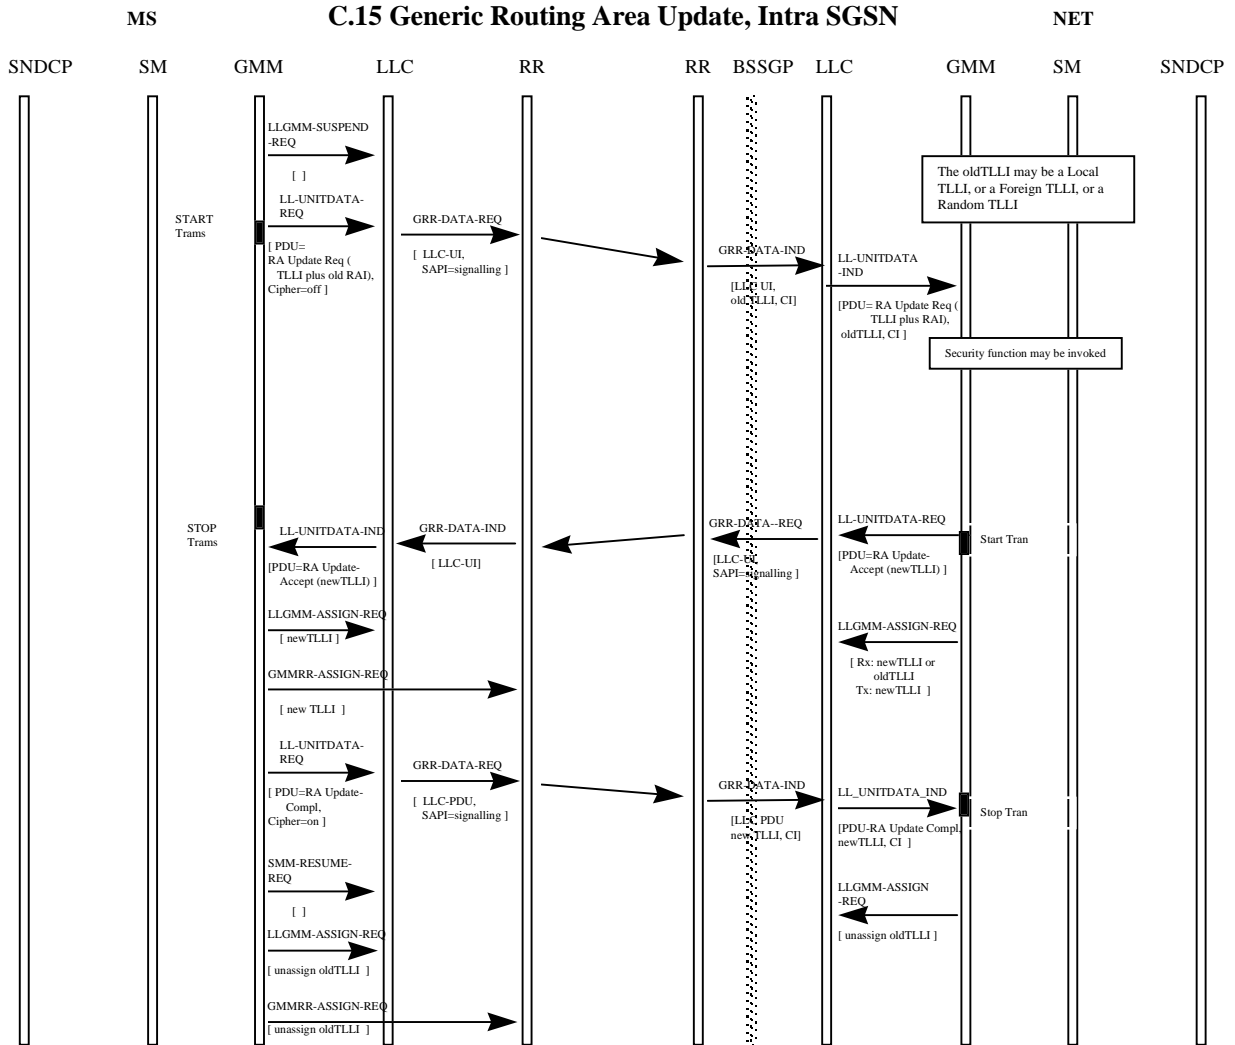 MS
C.15 Generic Routing Area Update, Intra SGSN
NET
SNDCP
SM
GMM
LLC
RR
RR
BSSGP
LLC
GMM
SM
SNDCP
LLGMM-SUSPEND
-REQ
[ ]
LL-UNITDATA-
REQ
START
Trams
[ PDU=
RA Update Req (
TLLI plus old RAI),
Cipher=off ]
GRR-DATA-REQ
[ LLC-UI,
SAPI=signalling ]
GRR-DATA-IND
[LLC UI,
old TLLI, CI]
LL-UNITDATA
-IND
[PDU= RA Update Req (
TLLI plus RAI),
oldTLLI, CI ]
The oldTLLI may be a Local
TLLI, or a Foreign TLLI, or a
Random TLLI
Security function may be invoked
STOP
Trams
LL-UNITDATA-IND
[PDU=RA Update-
Accept (newTLLI) ]
GRR-DATA-IND
[ LLC-UI]
GRR-DATA--REQ
[LLC-UI,
SAPI=signalling ]
LL-UNITDATA-REQ
[PDU=RA Update-
Accept (newTLLI) ]
Start Tran
LLGMM-ASSIGN-REQ
[ newTLLI ]
LLGMM-ASSIGN-REQ
[ Rx: newTLLI or
oldTLLI
Tx: newTLLI ]
GMMRR-ASSIGN-REQ
[ new TLLI ]
LL-UNITDATA-
REQ
[ PDU=RA Update-
Compl,
Cipher=on ]
GRR-DATA-REQ
[ LLC-PDU,
SAPI=signalling ]
GRR-DATA-IND
[LLC PDU
new TLLI, CI]
LL_UNITDATA_IND
[PDU-RA Update Compl,
newTLLI, CI ]
Stop Tran
SMM-RESUME-
REQ
[ ]
LLGMM-ASSIGN
-REQ
[ unassign oldTLLI ]
LLGMM-ASSIGN-REQ
[ unassign oldTLLI ]
GMMRR-ASSIGN-REQ
[ unassign oldTLLI ]